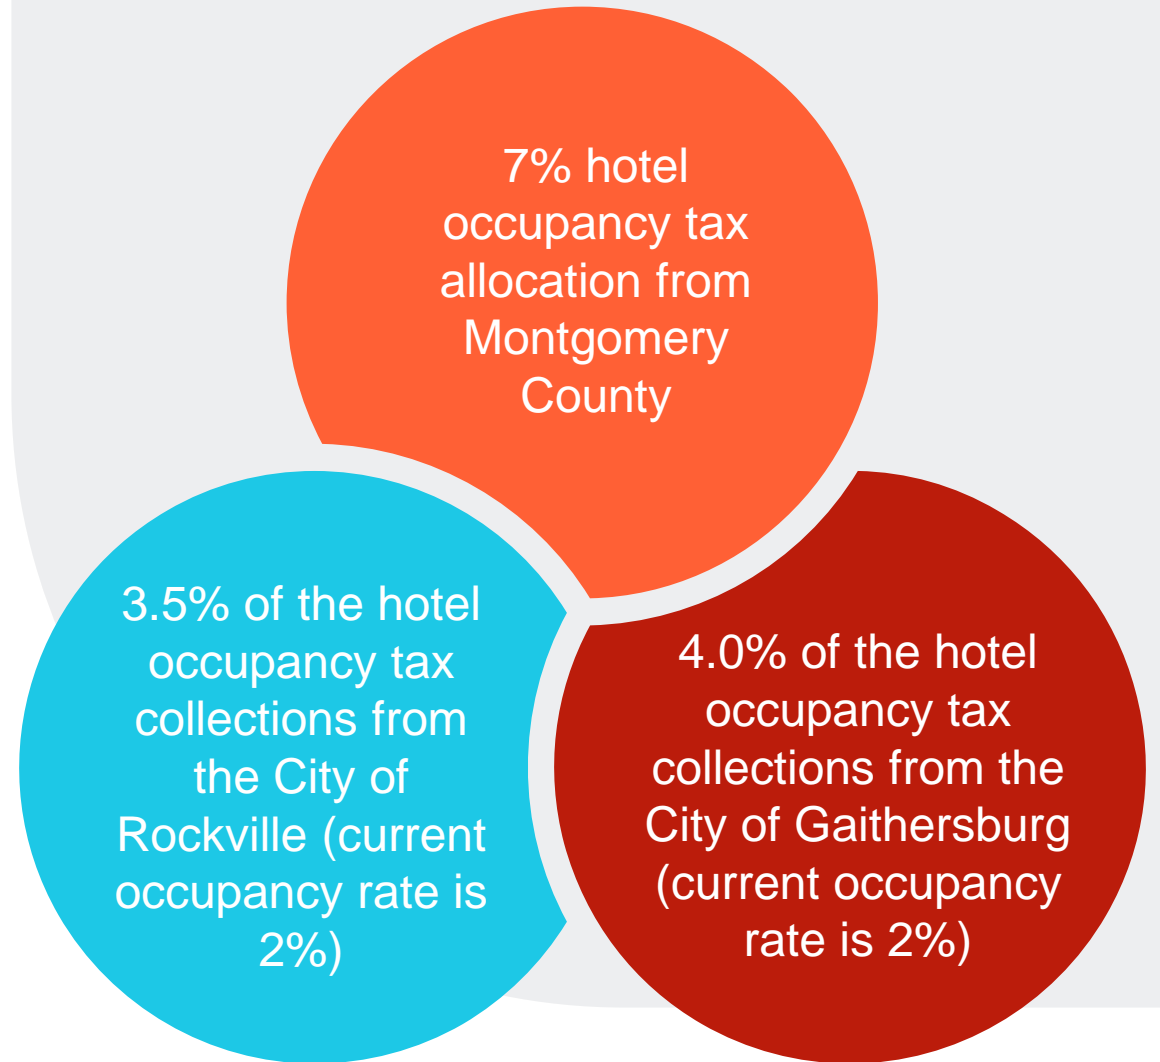 7% hotel
occupancy tax
allocation from
Montgomery
County
3.5% of the hotel
occupancy tax
collections from
the City of
Rockville (current
occupancy rate is
2%)
4.0% of the hotel
occupancy tax
collections from the
City of Gaithersburg
(current occupancy
rate is 2%)